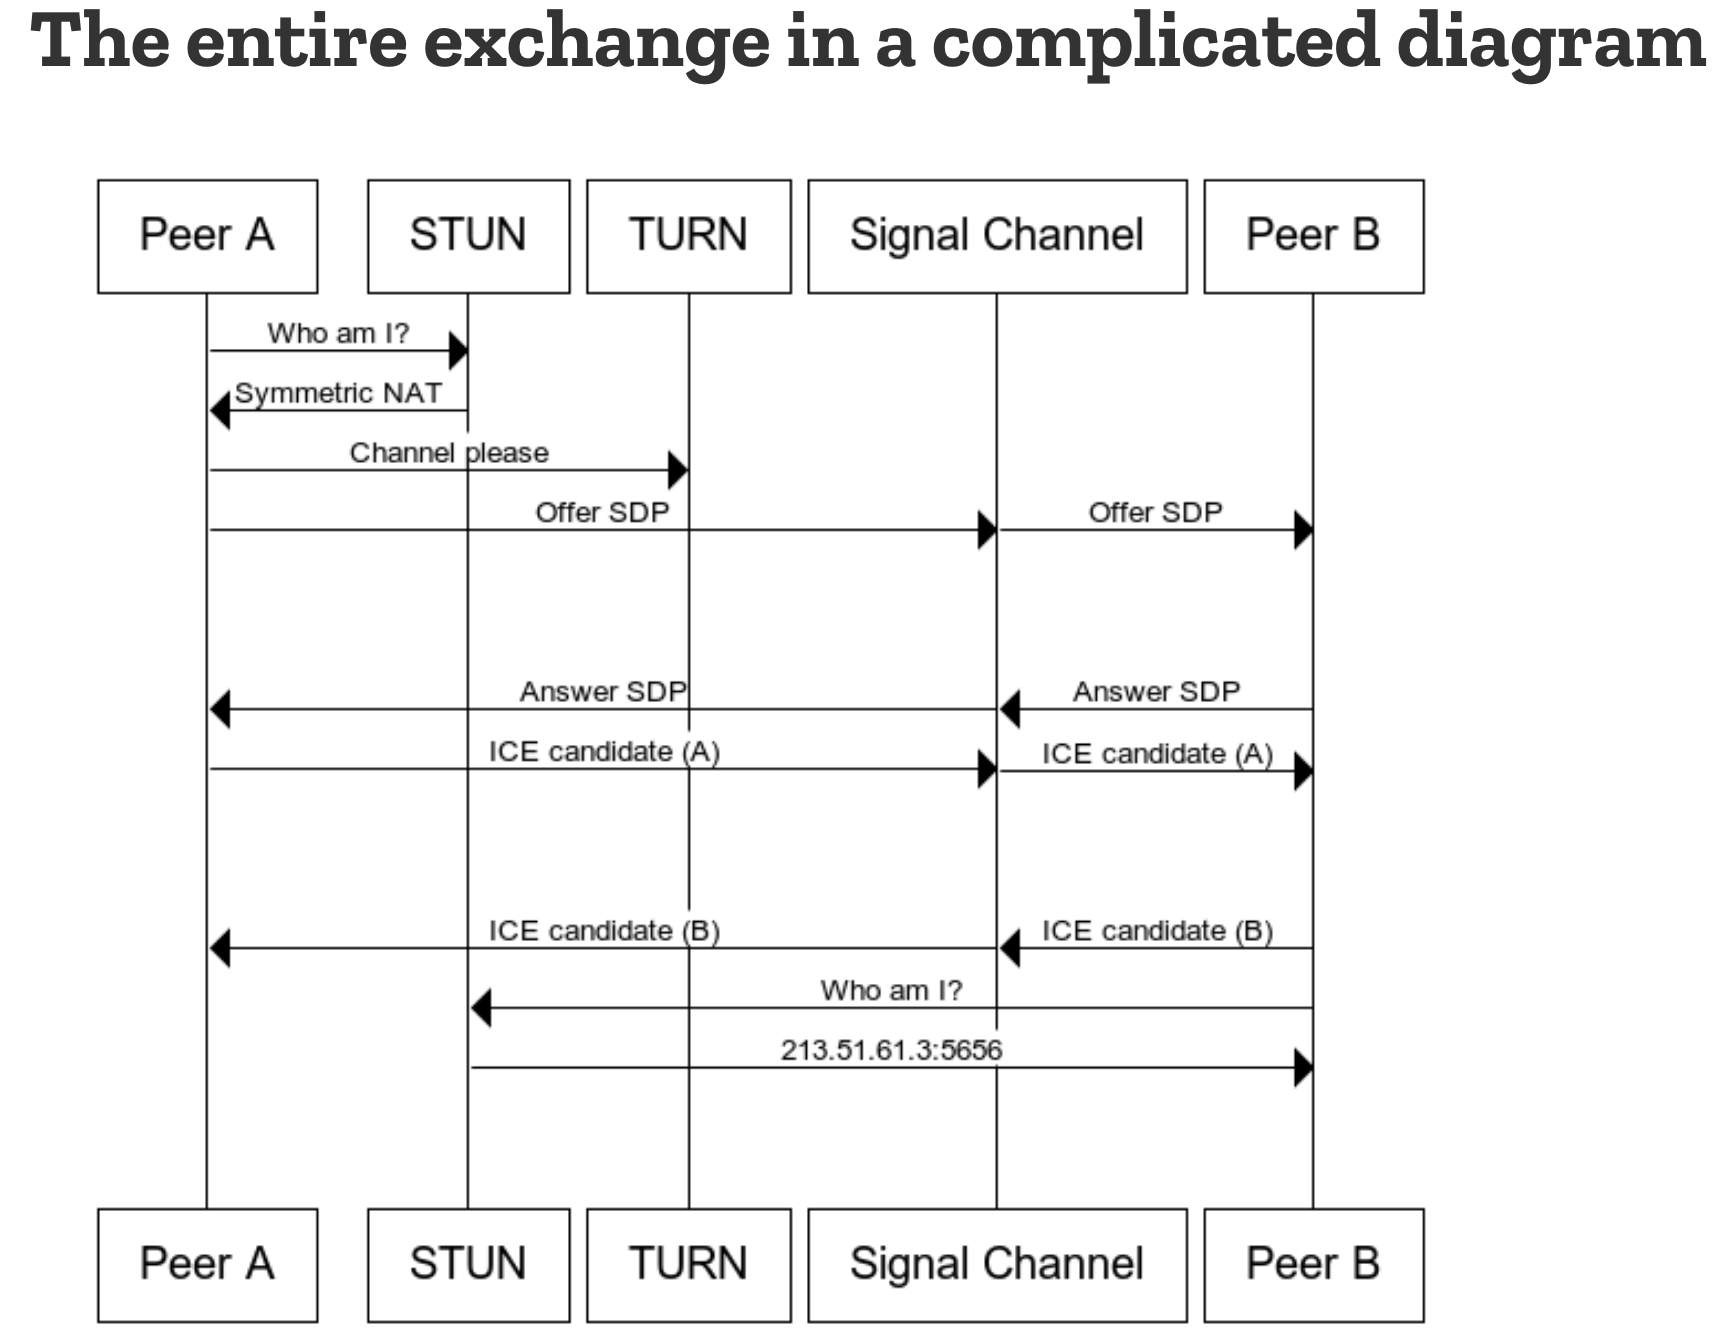 The entire exchange in a complicated diagram
Peer A
STUN
TURN
Signal Channel
Peer B
Who am I?
Symmetric NAT
Channel please
Offer SDP
Offer SDP
Answer SDP
Answer SDP
ICE candidate (A)
ICE candidate (A)
ICE candidate (B)
ICE candidate (B)
Who am I?
213.51.61.3:5656
Peer A
STUN
TURN
Signal Channel
Peer B